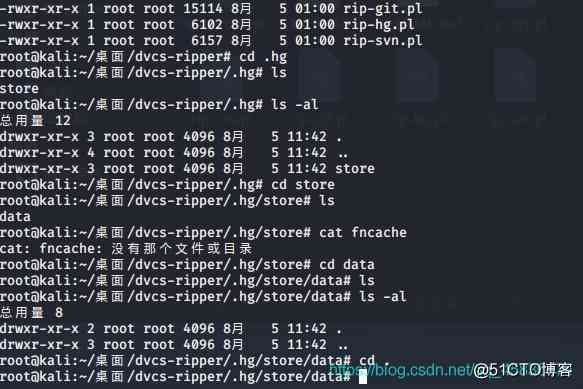 -rwxr-xr-x 1 root root 15114 8月   5 01:00 rip-git.pl
-rwxr-xr-x 1 root root  6102 8月   5 01:00 rip-hg.pl
-rwxr-xr-x 1 root root  6157 8月   5 01:00 rip-svn.pl
root@kali:~/桌面/dvcs-ripper# cd .hg
root@kali:~/桌面/dvcs-ripper/.hg# ls
store
root@kali:~/桌面/dvcs-ripper/.hg# ls -al
总用量 12
drwxr-xr-x 3 root root 4096 8月   5 11:42 .
drwxr-xr-x 4 root root 4096 8月   5 11:42 ..
drwxr-xr-x 3 root root 4096 8月   5 11:42 store
root@kali:~/桌面/dvcs-ripper/.hg# cd store
root@kali:~/桌面/dvcs-ripper/.hg/store# ls
data
root@kali:~/桌面/dvcs-ripper/.hg/store# cat fncache
cat: fncache: 没有那个文件或目录
root@kali:~/桌面/dvcs-ripper/.hg/store# cd data
root@kali:~/桌面/dvcs-ripper/.hg/store/data# ls
root@kali:~/桌面/dvcs-ripper/.hg/store/data# ls -al
总用量 8
drwxr-xr-x 2 root root 4096 8月   5 11:42 .
drwxr-xr-x 3 root root 4096 8月   5 11:42 ..
root@kali:~/桌面/dvcs-ripper/.hg/store/data# cd .
https://blog.csdn.net/
@51CTO博客
root@kali:~/桌面/dvcs-ripper/.hg/store/data#